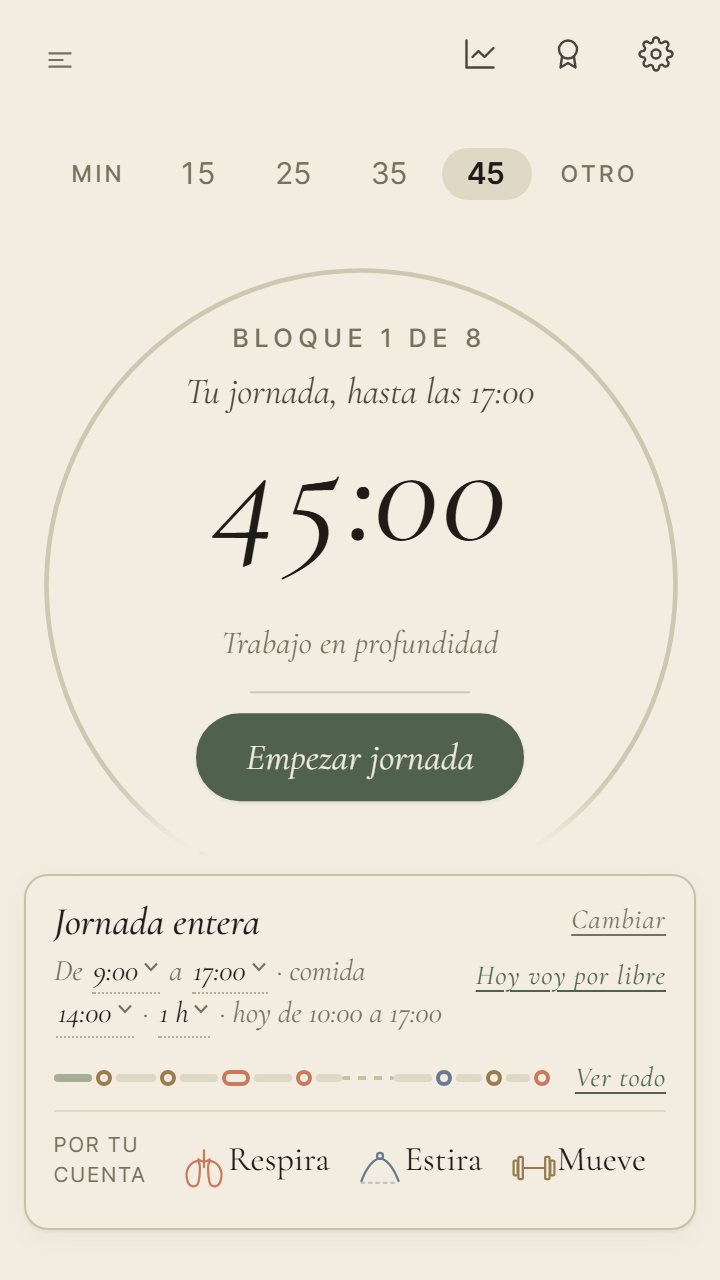 MIN 15 25 35 45 OTRO
BLOQUE 1 DE 8
Tu jornada, hasta las 17:00
45:00
Trabajo en profundidad
Empezar jornada
Jornada entera
Cambiar
De 9:00 a 17:00 · comida
Hoy voy por libre
14:00 · 1 h · hoy de 10:00 a 17:00
Ver todo
POR TU
CUENTA
Respira Estira Mueve